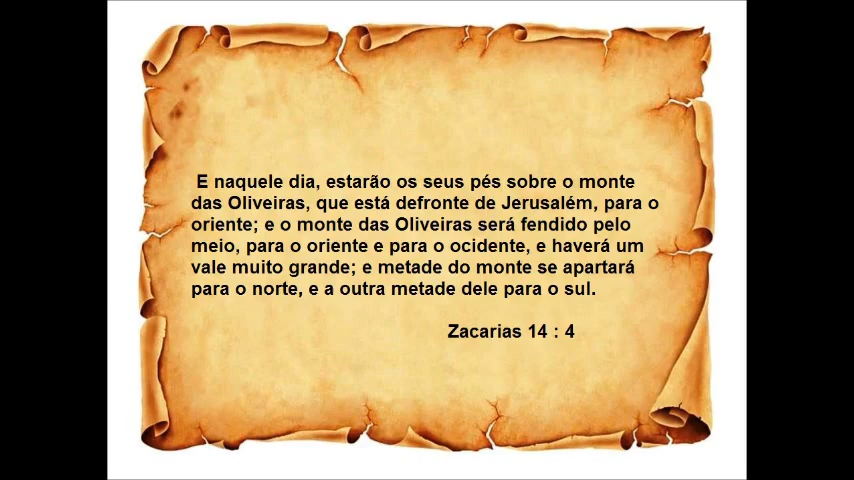 E naquele dia, estarão os seus pés sobre o monte
das Oliveiras, que está defronte de Jerusalém, para o
oriente; e o monte das Oliveiras será fendido pelo
meio, para o oriente e para o ocidente, e haverá um
vale muito grande; e metade do monte se apartará
para o norte, e a outra metade dele para o sul.
Zacarias 14 : 4